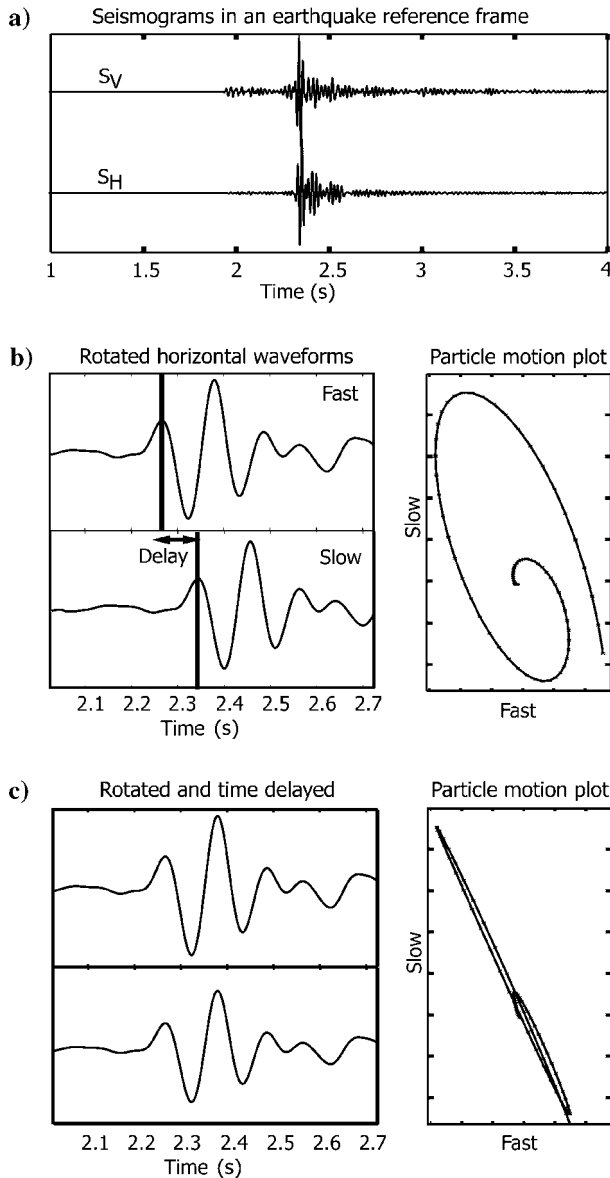 a) Seismograms in an earthquake reference frame
SV
SH
1 1.5 2 2.5 3 3.5 4
Time (s)
b) Rotated horizontal waveforms
Fast
Delay
Slow
2.1 2.2 2.3 2.4 2.5 2.6 2.7
Time (s)
Particle motion plot
Slow
Fast
c) Rotated and time delayed
2.1 2.2 2.3 2.4 2.5 2.6 2.7
Time (s)
Particle motion plot
Slow
Fast